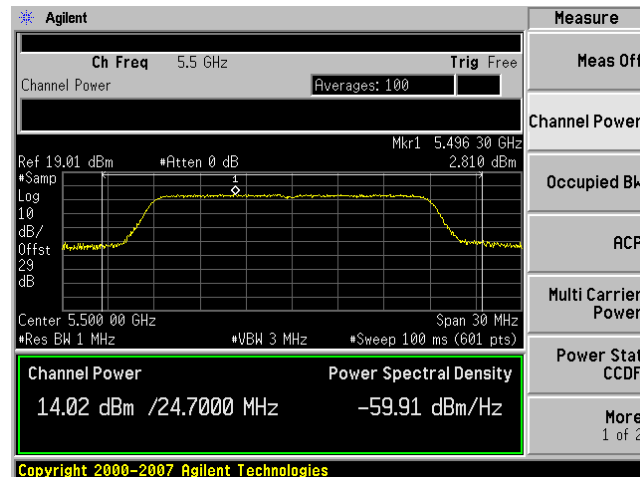 Agilent
Measure
Ch Freq 5.5 GHz Trig Free
Channel Power Averages: 100
Meas Off
Channel Power
Occupied BW
ACP
Multi Carrier Power
Power Stat CCDF
More
1 of 2
Mkr1 5.496 30 GHz
Ref 19.01 dBm #Atten 0 dB 2.810 dBm
#Samp
Log
10
dB/
Offst
29
dB
1
Center 5.500 00 GHz Span 30 MHz
#Res BW 1 MHz #VBW 3 MHz #Sweep 100 ms (601 pts)
Channel Power Power Spectral Density
14.02 dBm /24.7000 MHz -59.91 dBm/Hz
Copyright 2000-2007 Agilent Technologies